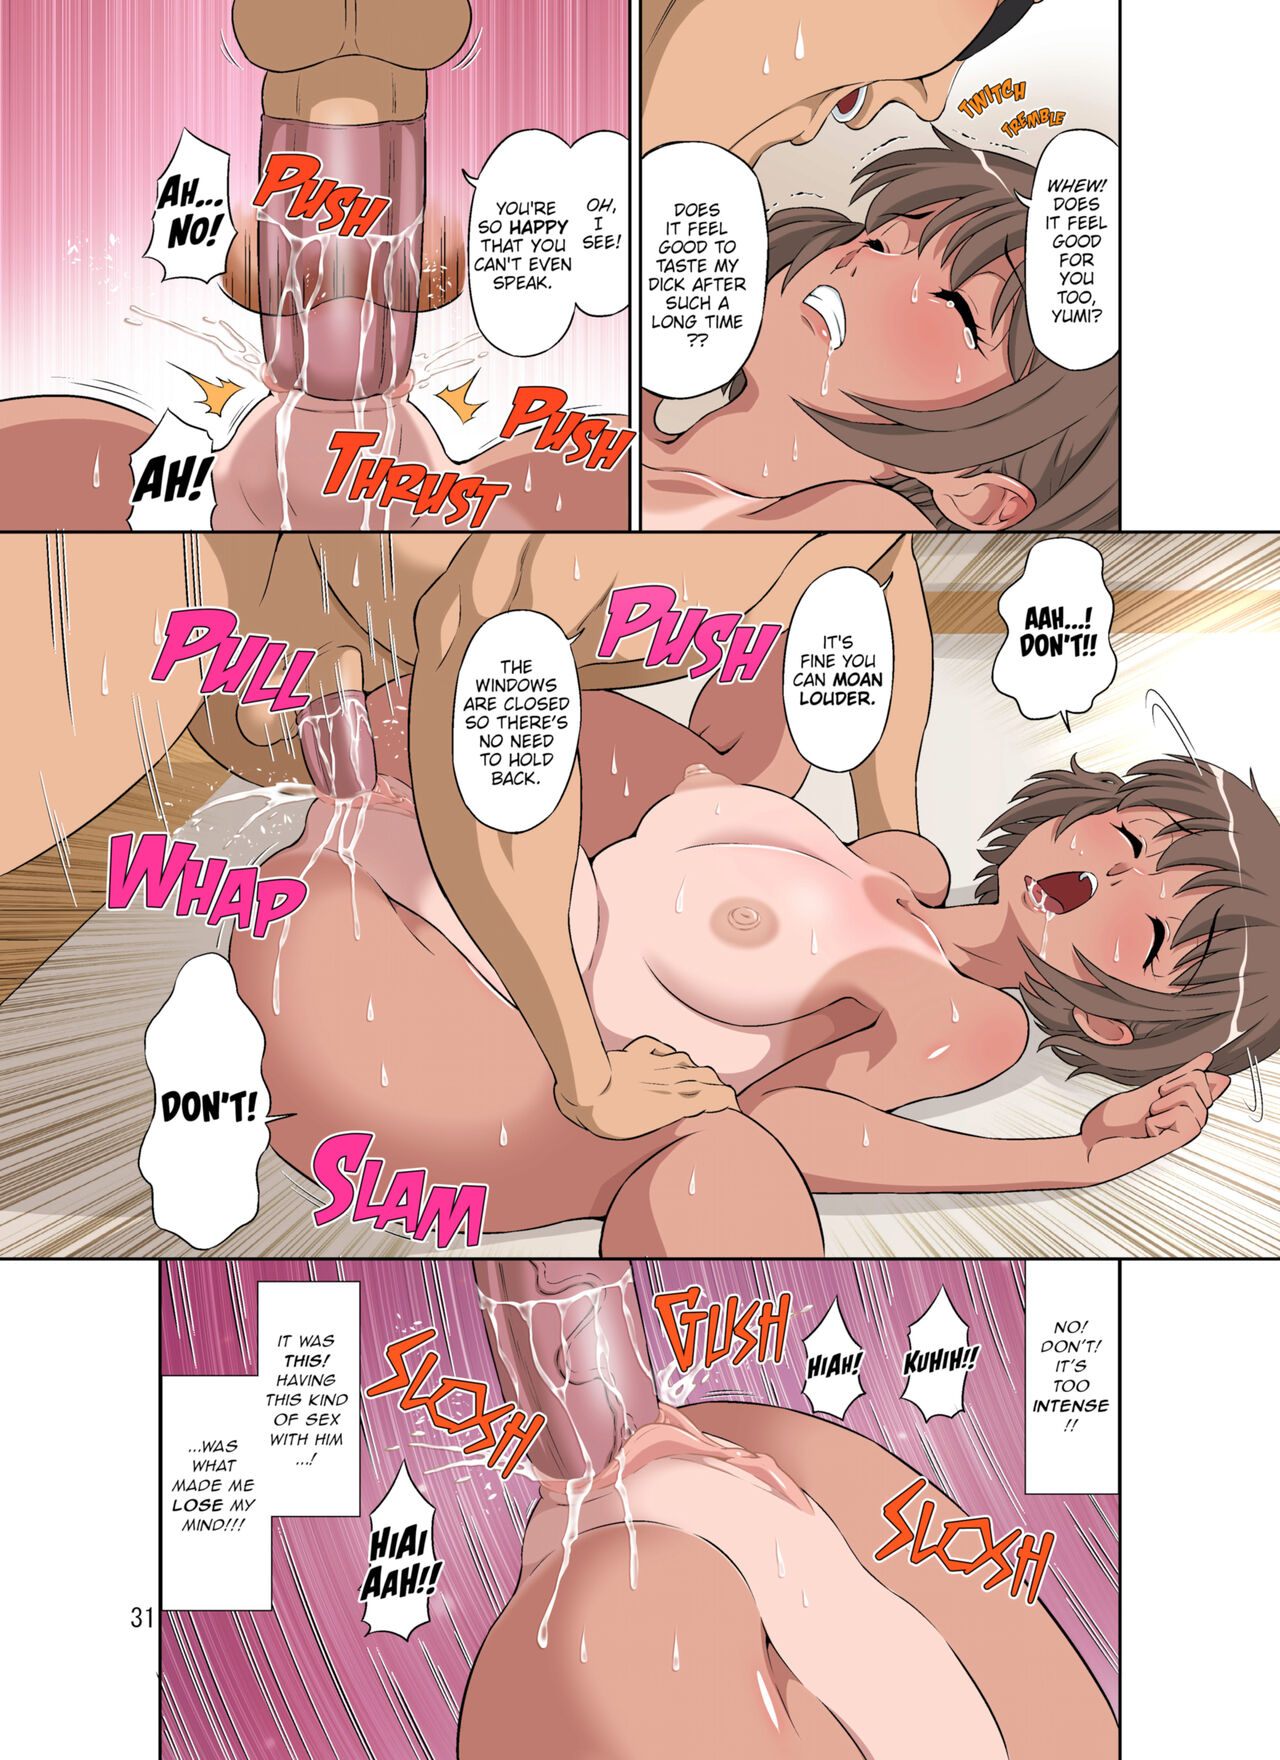 WHEW!
DOES
IT FEEL
GOOD
FOR
YOU
TOO,
YUMI?
TWITCH
TREMBLE
DOES
IT FEEL
GOOD TO
TASTE MY
DICK AFTER
SUCH A
LONG TIME
??
OH,
I
SEE!
YOU'RE
SO HAPPY
THAT YOU
CAN'T EVEN
SPEAK.
AH...
NO!
PUSH
PUSH
THRUST
AH!
AAH...!
DON'T!!
IT'S
FINE YOU
CAN MOAN
LOUDER.
PUSH
THE
WINDOWS
ARE CLOSED
SO THERE'S
NO NEED
TO HOLD
BACK.
PULL
WHAP
DON'T!
SLAM
NO!
DON'T!
IT'S
TOO
INTENSE
!!
KUHIH!!
HIAH!
GUSH
SLOSH
SLOSH
HIAI
AAH!!
IT WAS
THIS!
HAVING
THIS KIND
OF SEX
WITH HIM
...!
...WAS
WHAT
MADE ME
LOSE MY
MIND!!!
31